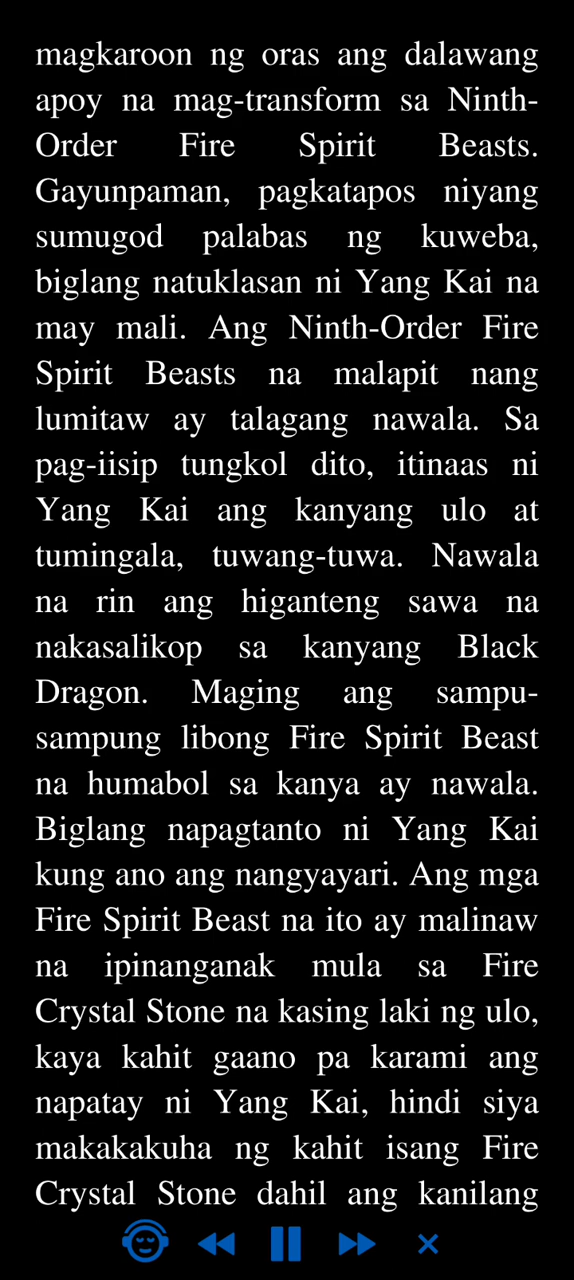 magkaroon ng oras ang dalawang
apoy na mag-transform sa Ninth-
Order Fire Spirit Beasts.
Gayunpaman, pagkatapos niyang
sumugod palabas ng kuweba,
biglang natuklasan ni Yang Kai na
may mali. Ang Ninth-Order Fire
Spirit Beasts na malapit nang
lumitaw ay talagang nawala. Sa
pag-iisip tungkol dito, itinaas ni
Yang Kai ang kanyang ulo at
tumingala, tuwang-tuwa. Nawala
na rin ang higanteng sawa na
nakasalikop sa kanyang Black
Dragon. Maging ang sampu-
sampung libong Fire Spirit Beast
na humabol sa kanya ay nawala.
Biglang napagtanto ni Yang Kai
kung ano ang nangyayari. Ang mga
Fire Spirit Beast na ito ay malinaw
na ipinanganak mula sa Fire
Crystal Stone na kasing laki ng ulo,
kaya kahit gaano pa karami ang
napatay ni Yang Kai, hindi siya
makakakuha ng kahit isang Fire
Crystal Stone dahil ang kanilang